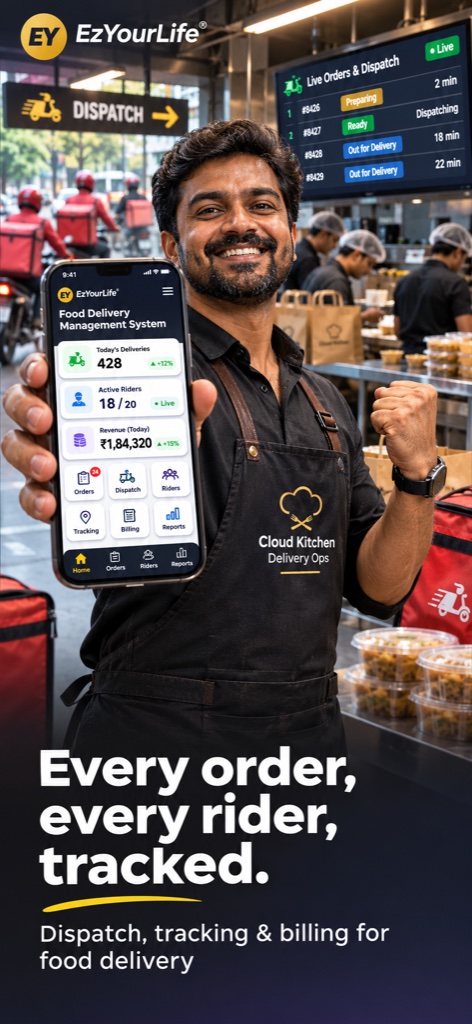 EY EzYourLife®
DISPATCH →
Live Orders & Dispatch
Live
1 #8426 Preparing 2 min
2 #8427 Ready Dispatching
#8428 Out for Delivery 18 min
#8429 Out for Delivery 22 min
9:41
EY EzYourLife®
Food Delivery
Management System
Today's Deliveries
428 ▲ +12%
Active Riders
18 / 20 • Live
Revenue (Today)
₹1,84,320 ▲ +15%
24
Orders Dispatch Riders
Tracking Billing Reports
Home Orders Riders Reports
Cloud Kitchen
Delivery Ops
Every order,
every rider,
tracked.
Dispatch, tracking & billing for
food delivery